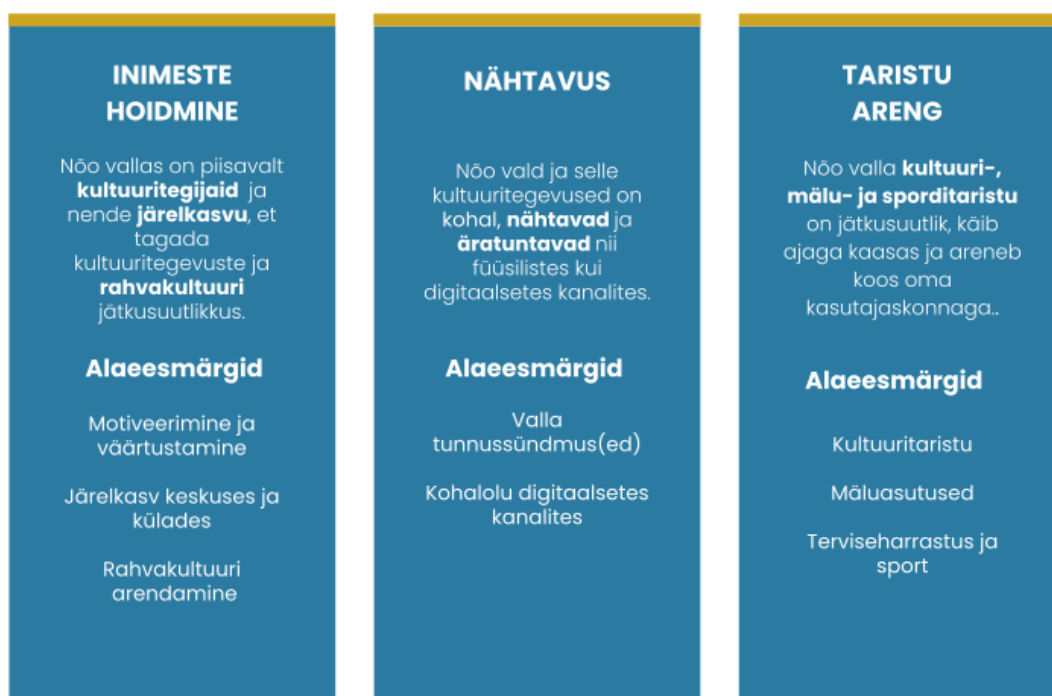 INIMESTE
HOIDMINE
Nõo vallas on piisavalt
kultuuritegijaid ja
nende järelkasvu, et
tagada
kultuuritegevuste ja
rahvakultuuri
jätkusuutlikkus.
Alaeesmärgid
Motiveerimine ja
väärtustamine
Järelkasv keskuses ja
külades
Rahvakultuuri
arendamine
NÄHTAVUS
Nõo vald ja selle
kultuuritegevused on
kohal, nähtavad ja
äratuntavad nii
füüsilistes kui
digitaalsetes kanalites.
Alaeesmärgid
Valla
tunnussündmus(ed)
Kohalolu digitaalsetes
kanalites
TARISTU
ARENG
Nõo valla kultuuri-,
mälu- ja sporditaristu
on jätkusuutlik, käib
ajaga kaasas ja areneb
koos oma
kasutajaskonnaga..
Alaeesmärgid
Kultuuritaristu
Mäluasutused
Terviseharrastus ja
sport